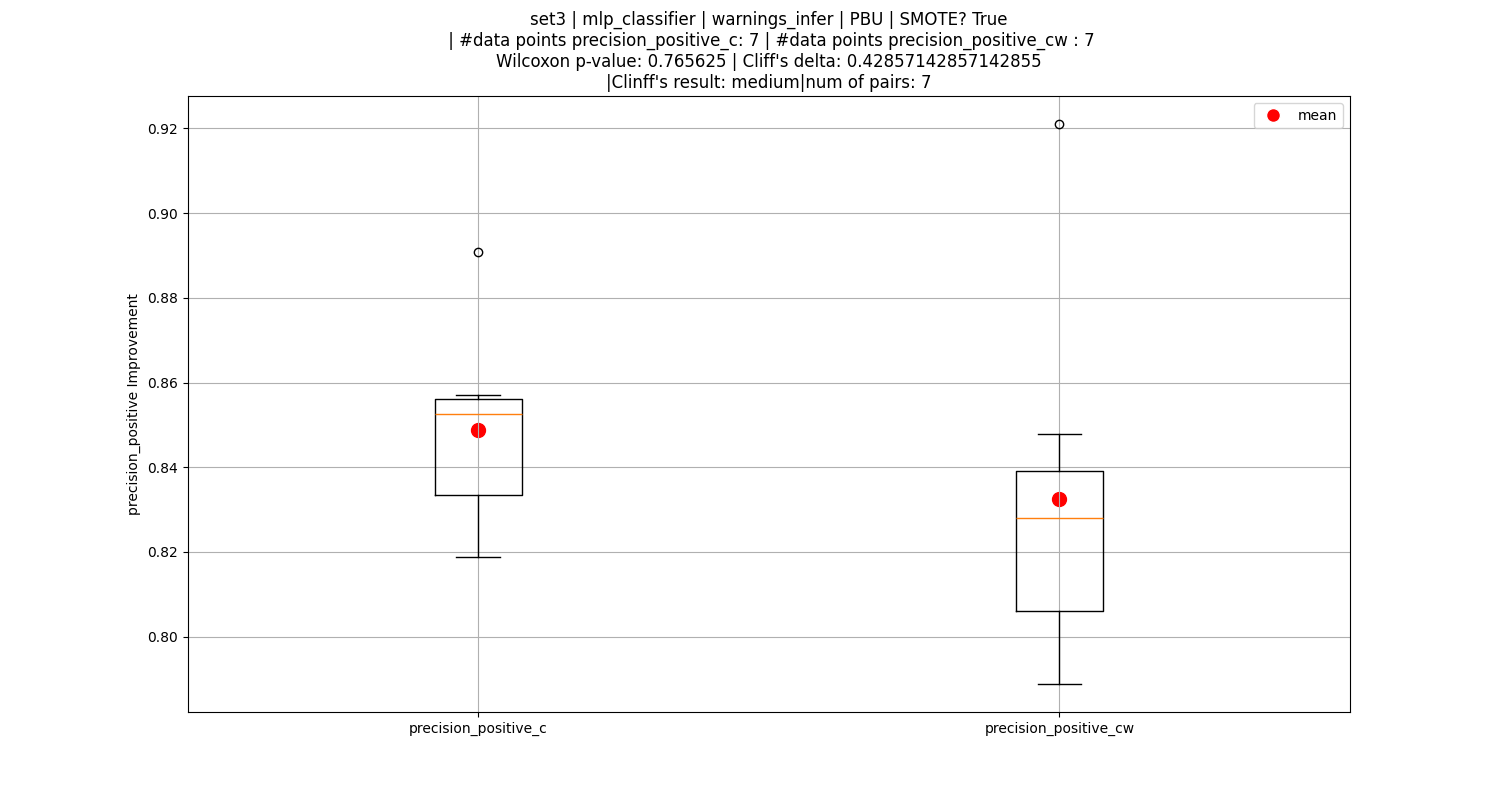 set3 | mlp_classifier | warnings_infer | PBU | SMOTE? True
| #data points precision_positive_c: 7 | #data points precision_positive_cw : 7
Wilcoxon p-value: 0.765625 | Cliff's delta: 0.42857142857142855
|Clinff's result: medium|num of pairs: 7
mean
0.92
0.90
0.88
0.86
0.84
0.82
0.80
precision_positive Improvement
precision_positive_c
precision_positive_cw